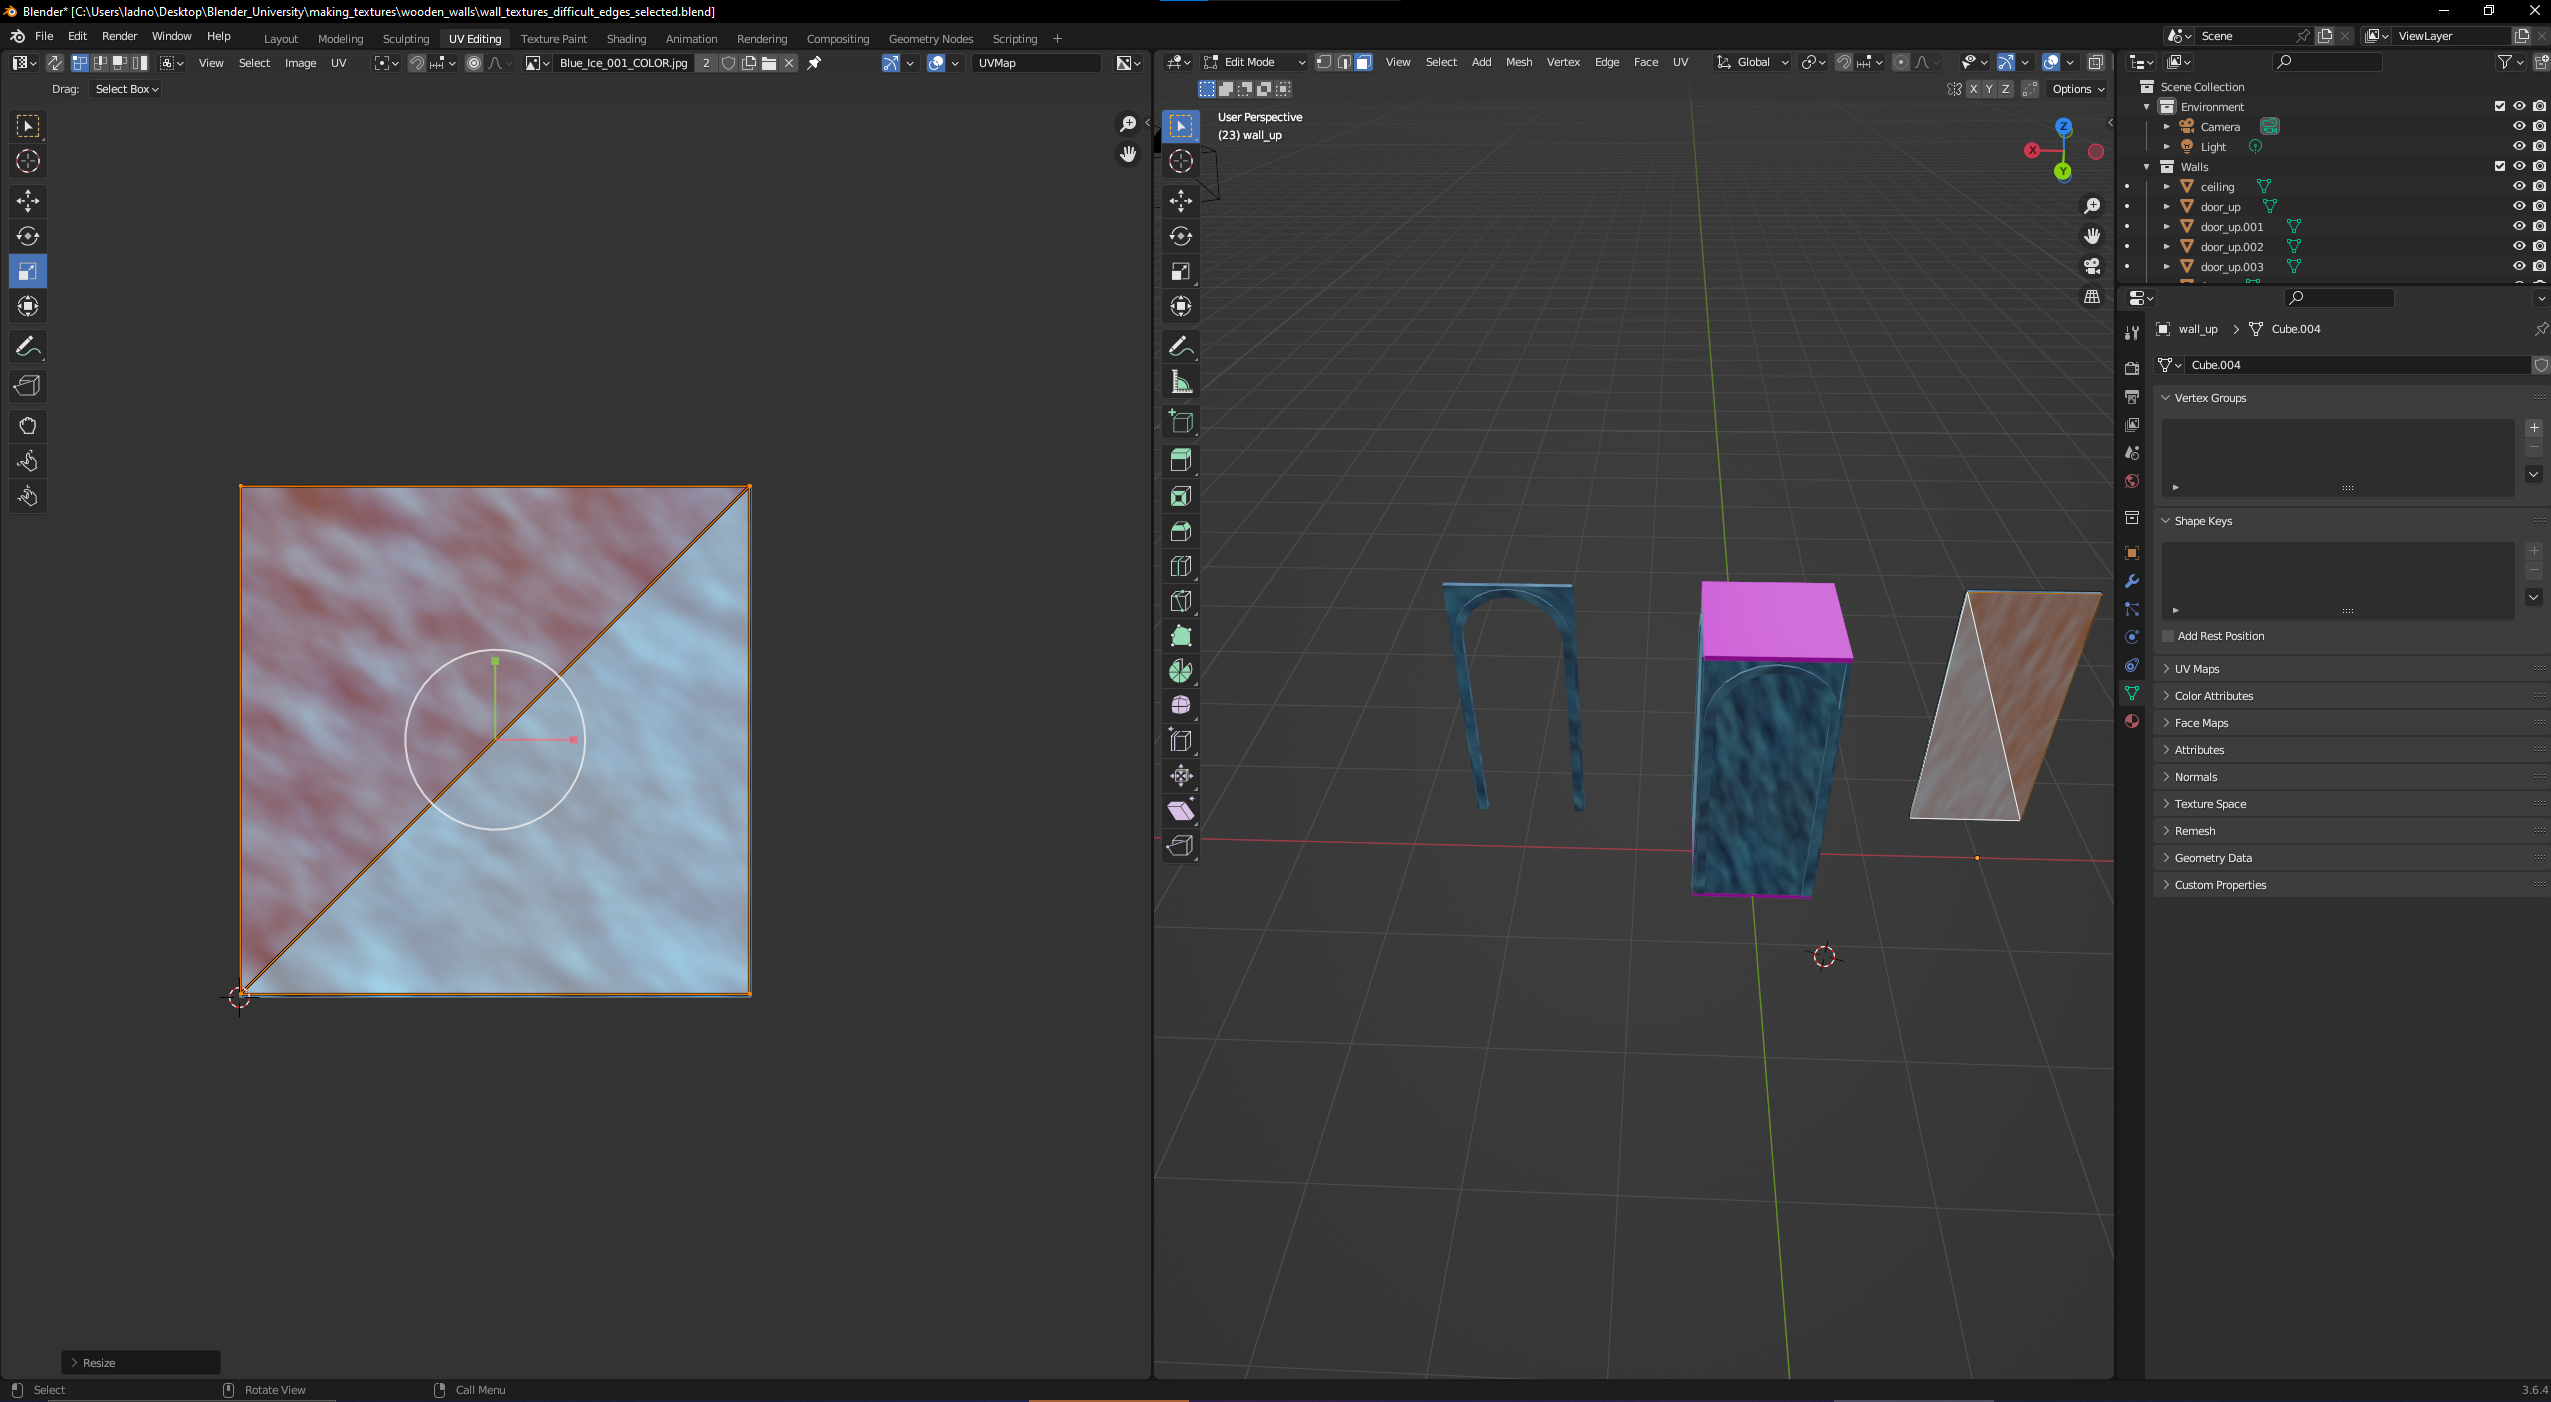 Blender* [C:\Users\ladno\Desktop\Blender_University\making_textures\wooden_walls\wall_textures_difficult_edges_selected.blend]
File Edit Render Window Help Layout Modeling Sculpting UV Editing Texture Paint Shading Animation Rendering Compositing Geometry Nodes Scripting + Scene ViewLayer
View Select Image UV Blue_Ice_001_COLOR.jpg 2 UVMap
Drag: Select Box
Edit Mode View Select Add Mesh Vertex Edge Face UV Global
X Y Z Options
User Perspective
(23) wall_up
Z
X
Y
Scene Collection
Environment
Camera
Light
Walls
ceiling
door_up
door_up.001
door_up.002
door_up.003
wall_up > Cube.004
Cube.004
Vertex Groups
Shape Keys
Add Rest Position
UV Maps
Color Attributes
Face Maps
Attributes
Normals
Texture Space
Remesh
Geometry Data
Custom Properties
Resize
Select Rotate View Call Menu 3.6.4